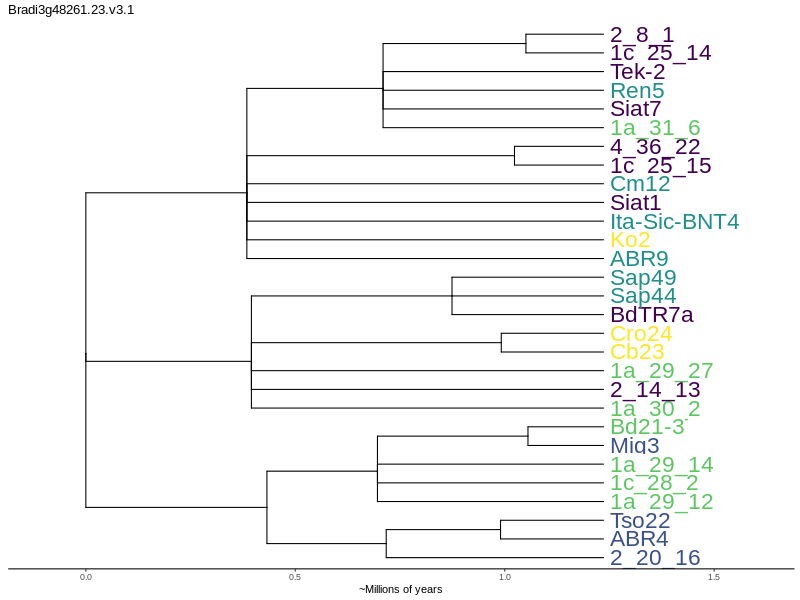 Bradi3g48261.23.v3.1
2_8_1
1c_25_14
Tek-2
Ren5
Siat7
1a_31_6
4_36_22
1c_25_15
Cm12
Siat1
Ita-Sic-BNT4
Ko2
ABR9
Sap49
Sap44
BdTR7a
Cro24
Cb23
1a_29_27
2_14_13
1a_30_2
Bd21-3
Mig3
1a_29_14
1c_28_2
1a_29_12
Tso22
ABR4
2_20_16
0.0 0.5 1.0 1.5
~Millions of years